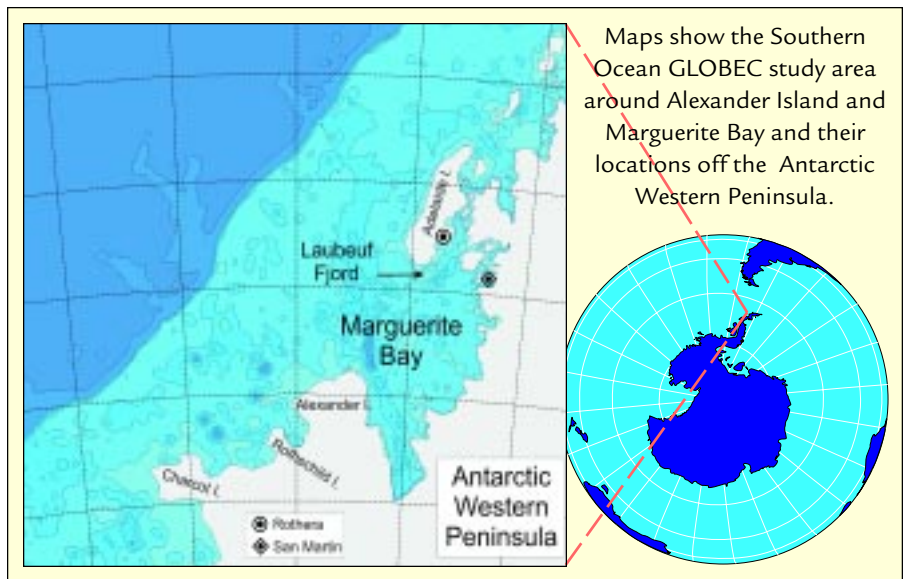 Maps show the Southern
Ocean GLOBEC study area
around Alexander Island and
Marguerite Bay and their
locations off the Antarctic
Western Peninsula.
Adelaide I.
Laubeuf
Fjord
Marguerite
Bay
Alexander I.
Rothschild I.
Charcot I.
Antarctic
Western
Peninsula
Rothera
San Martin